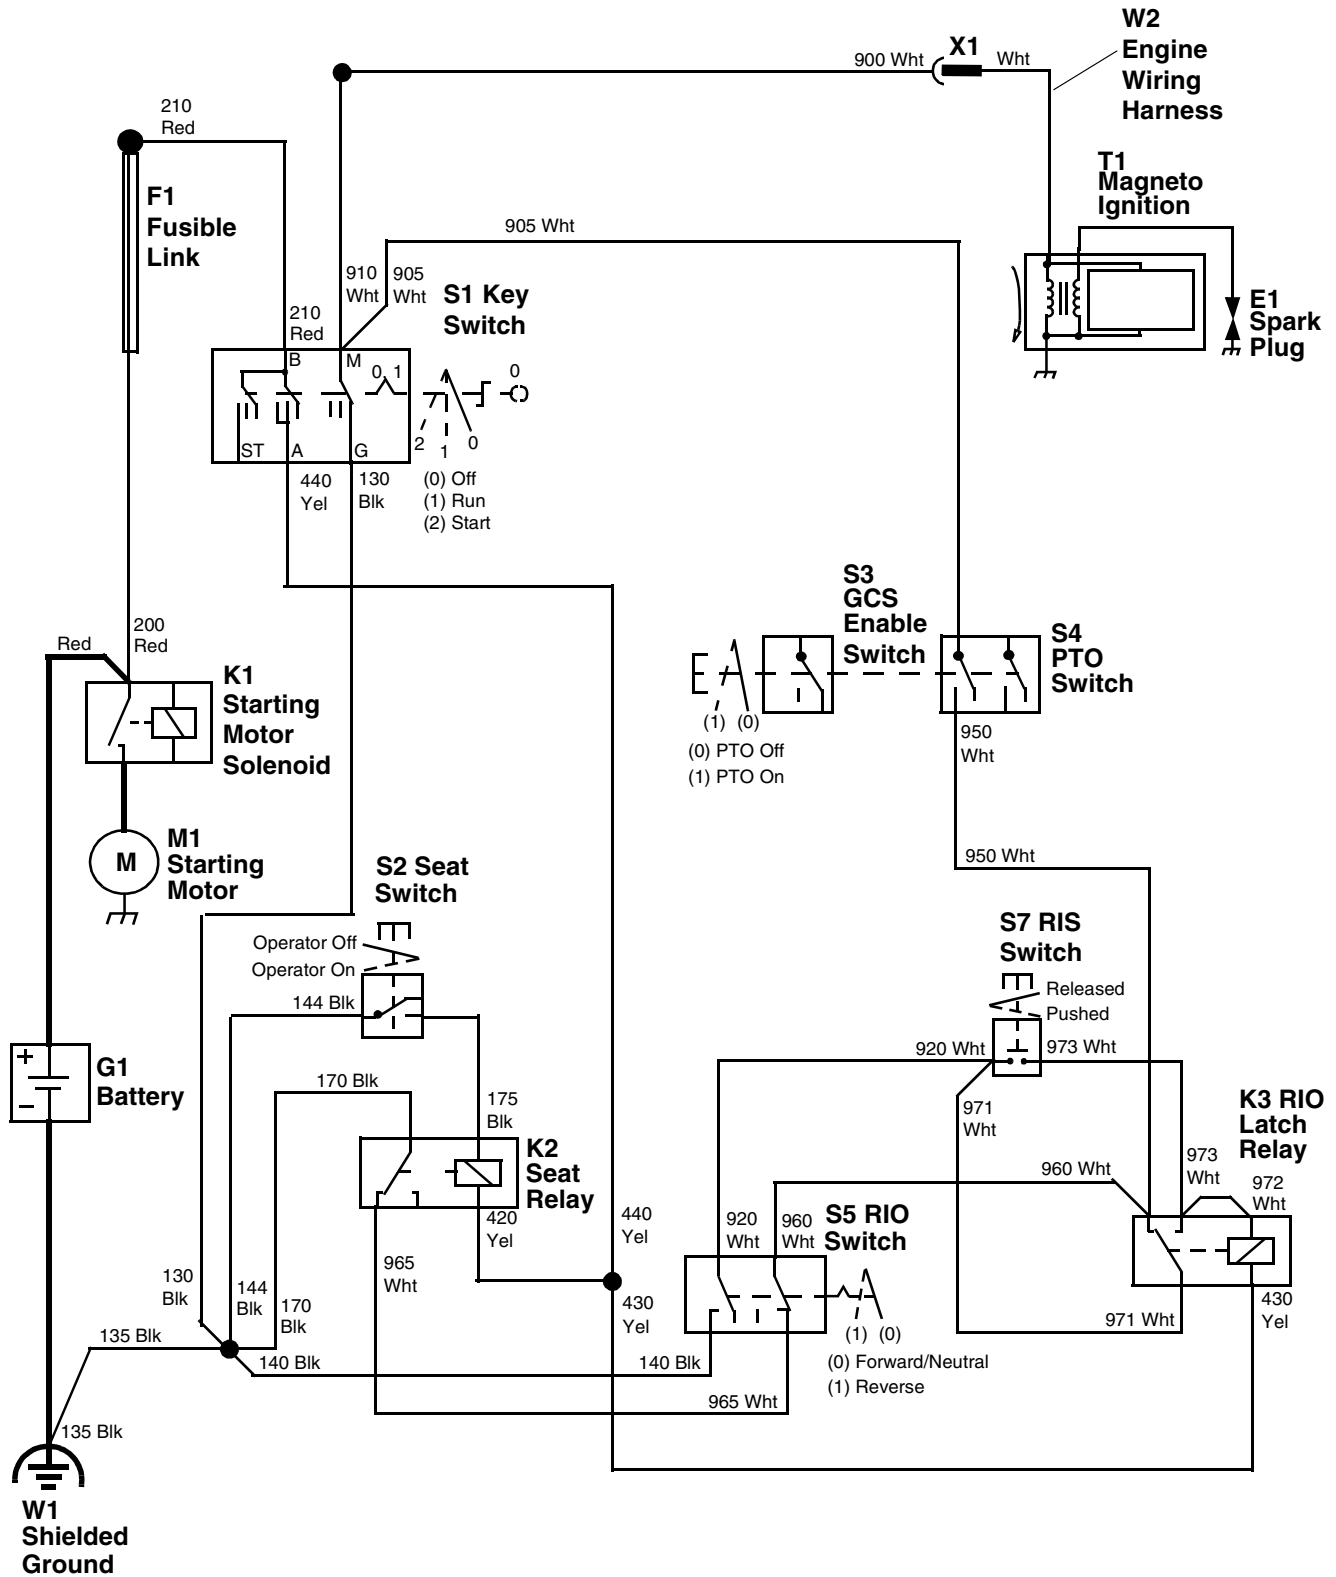 W2
Engine
Wiring
Harness
900 Wht
X1
Wht
210
Red
F1
Fusible
Link
T1
Magneto
Ignition
905 Wht
910
Wht
905
Wht
S1 Key
Switch
E1
Spark
Plug
210
Red
B
M
0
1
0
2
1
0
ST
A
G
440
Yel
130
Blk
(0) Off
(1) Run
(2) Start
S3
GCS
Enable
Switch
S4
PTO
Switch
(1) (0)
(0) PTO Off
(1) PTO On
950
Wht
Red
200
Red
K1
Starting
Motor
Solenoid
M
M1
Starting
Motor
950 Wht
S2 Seat
Switch
Operator Off
Operator On
144 Blk
S7 RIS
Switch
Released
Pushed
920 Wht
973 Wht
+
−
G1
Battery
170 Blk
175
Blk
971
Wht
K3 RIO
Latch
Relay
K2
Seat
Relay
960 Wht
973
Wht
972
Wht
420
Yel
440
Yel
920
Wht
960
Wht
S5 RIO
Switch
965
Wht
130
Blk
144
Blk
170
Blk
430
Yel
971 Wht
430
Yel
(1) (0)
135 Blk
140 Blk
140 Blk
(0) Forward/Neutral
(1) Reverse
965 Wht
135 Blk
W1
Shielded
Ground